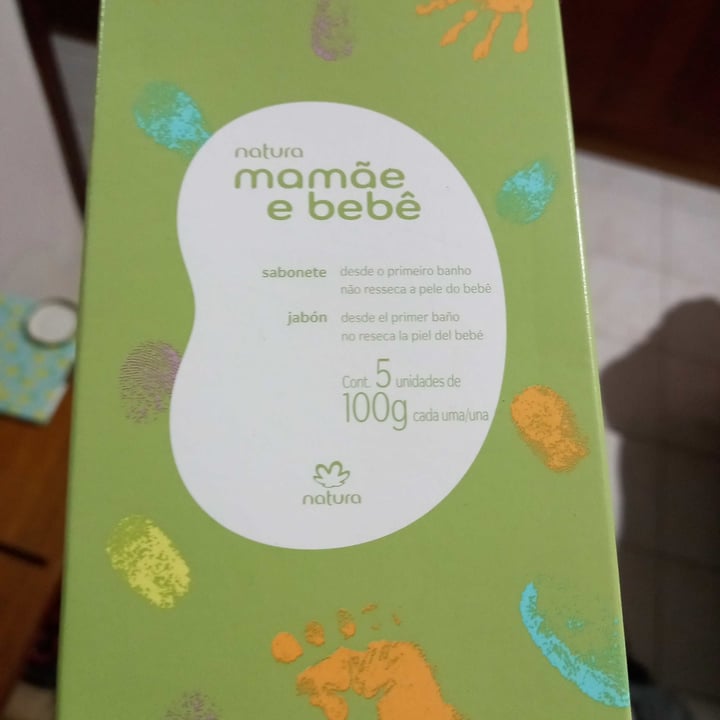 natura
mamãe
e bebê
sabonete desde o primeiro banho
não resseca a pele do bebê
jabón desde el primer baño
no reseca la piel del bebé
Cont. 5 unidades de
100g cada uma/una
natura